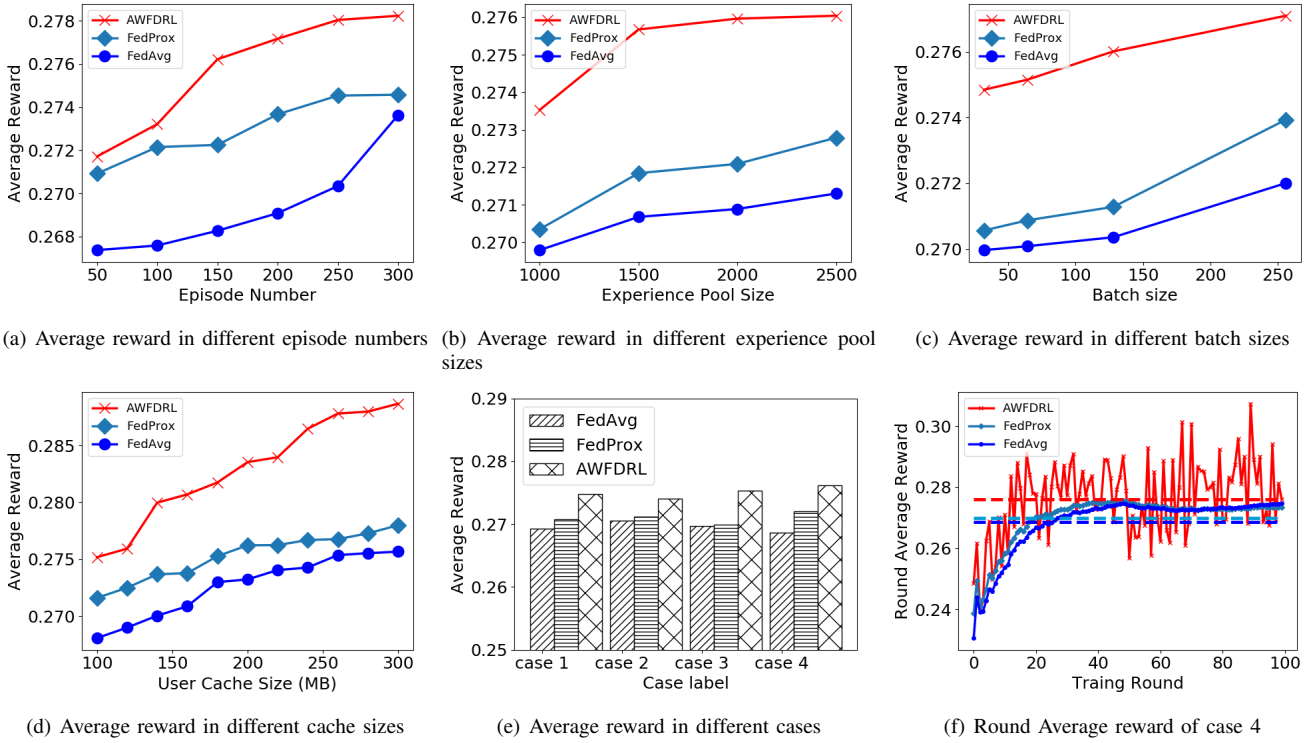 0.278
0.276
0.274
0.272
0.270
0.268
Average Reward
AWFDRL
FedProx
FedAvg
50 100 150 200 250 300
Episode Number
(a) Average reward in different episode numbers
0.276
0.275
0.274
0.273
0.272
0.271
0.270
Average Reward
AWFDRL
FedProx
FedAvg
1000 1500 2000 2500
Experience Pool Size
(b) Average reward in different experience pool
sizes
0.276
0.274
0.272
0.270
Average Reward
AWFDRL
FedProx
FedAvg
50 100 150 200 250
Batch size
(c) Average reward in different batch sizes
0.285
0.280
0.275
0.270
Average Reward
AWFDRL
FedProx
FedAvg
100 150 200 250 300
User Cache Size (MB)
(d) Average reward in different cache sizes
0.29
0.28
0.27
0.26
0.25
Average Reward
FedAvg
FedProx
AWFDRL
case 1 case 2 case 3 case 4
Case label
(e) Average reward in different cases
0.30
0.28
0.26
0.24
Round Average Reward
AWFDRL
FedProx
FedAvg
0 20 40 60 80 100
Traing Round
(f) Round Average reward of case 4